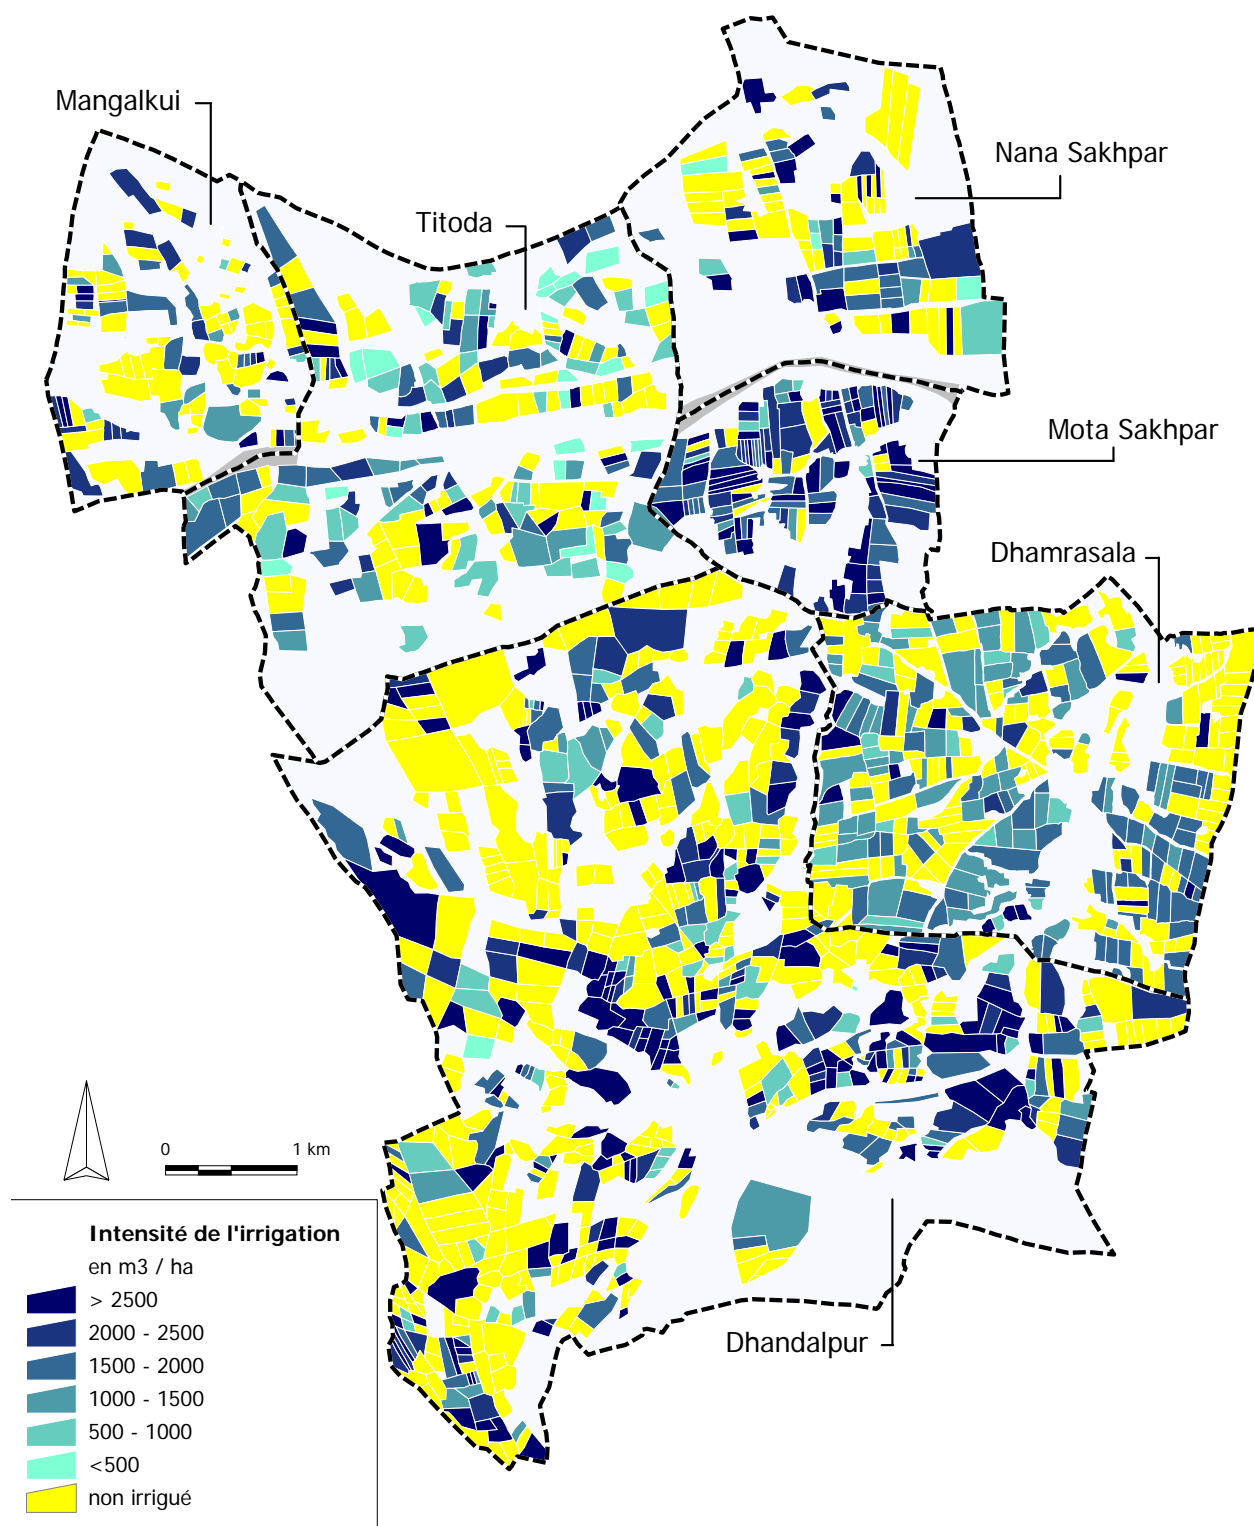 Mangalkui
Nana Sakhpar
Titoda
Mota Sakhpar
Dhamrasala
0 1 km
Intensité de l'irrigation
en m3 / ha
> 2500
2000 - 2500
1500 - 2000
1000 - 1500
500 - 1000
<500
non irrigué
Dhandalpur